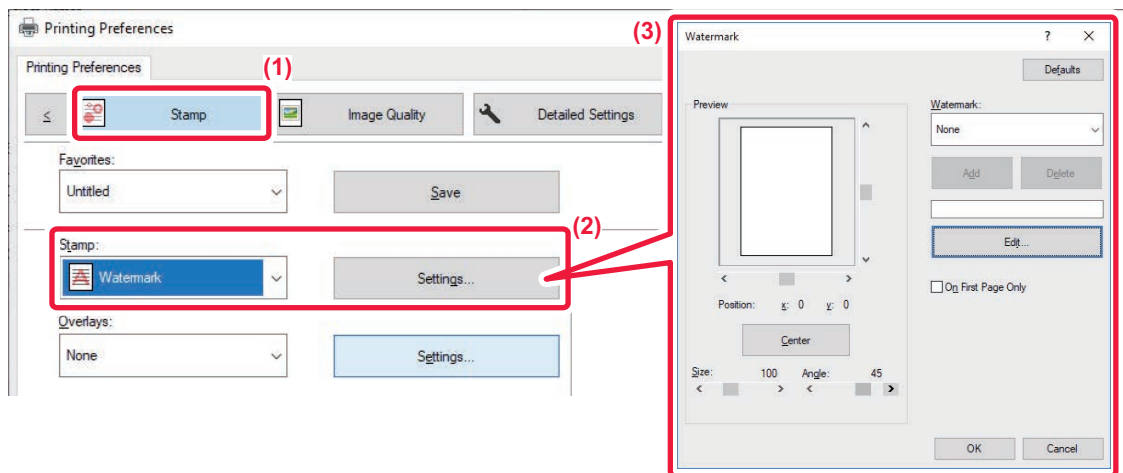 Printing Preferences
Printing Preferences
(1)
≤
Stamp
Image Quality
Detailed Settings
Favorites:
Untitled
Save
(2)
Stamp:
Watermark
Settings...
Overlays:
None
Settings...
(3)
Watermark
?
Defaults
Preview
Watermark:
None
Add
Delete
Edit...
On First Page Only
Position: x: 0 y: 0
Center
Size: 100 Angle: 45
OK
Cancel